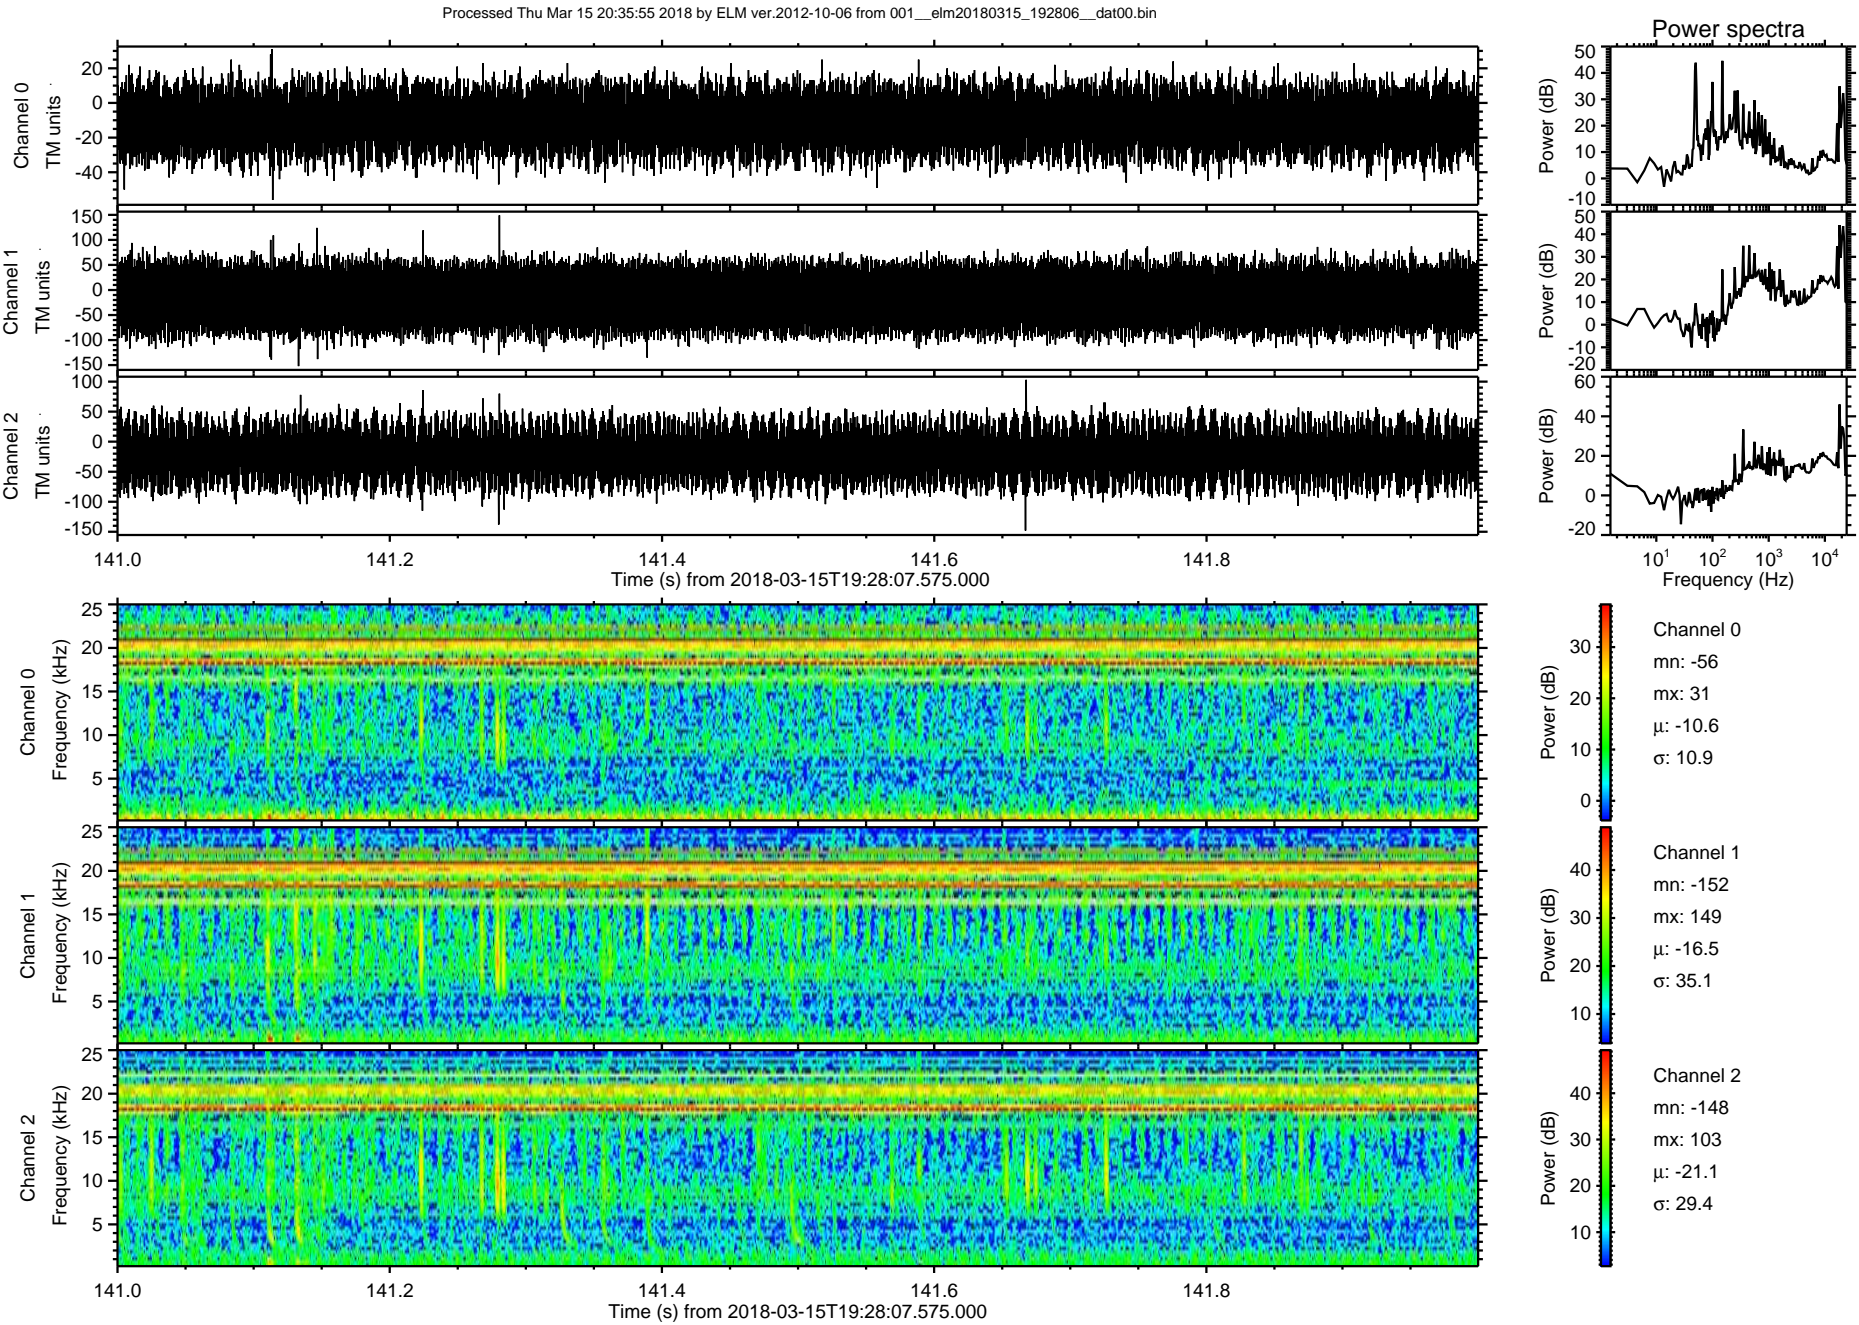 Processed Thu Mar 15 20:35:55 2018 by ELM ver.2012-10-06 from 001__elm20180315_192806__dat00.bin
Power spectra
Channel 0
TM units
20
0
-20
-40
Power (dB)
50
40
30
20
10
0
-10
Channel 1
TM units
150
100
50
0
-50
-100
-150
Power (dB)
50
40
30
20
10
0
-10
-20
Channel 2
TM units
100
50
0
-50
-100
-150
Power (dB)
60
40
20
0
-20
141.0 141.2 141.4 141.6 141.8
Time (s) from 2018-03-15T19:28:07.575.000
10¹ 10² 10³ 10⁴
Frequency (Hz)
Channel 0
Frequency (kHz)
25
20
15
10
5
Power (dB)
30
20
10
0
Channel 0
mn: -56
mx: 31
μ: -10.6
σ: 10.9
Channel 1
Frequency (kHz)
25
20
15
10
5
Power (dB)
40
30
20
10
Channel 1
mn: -152
mx: 149
μ: -16.5
σ: 35.1
Channel 2
Frequency (kHz)
25
20
15
10
5
Power (dB)
40
30
20
10
Channel 2
mn: -148
mx: 103
μ: -21.1
σ: 29.4
141.0 141.2 141.4 141.6 141.8
Time (s) from 2018-03-15T19:28:07.575.000